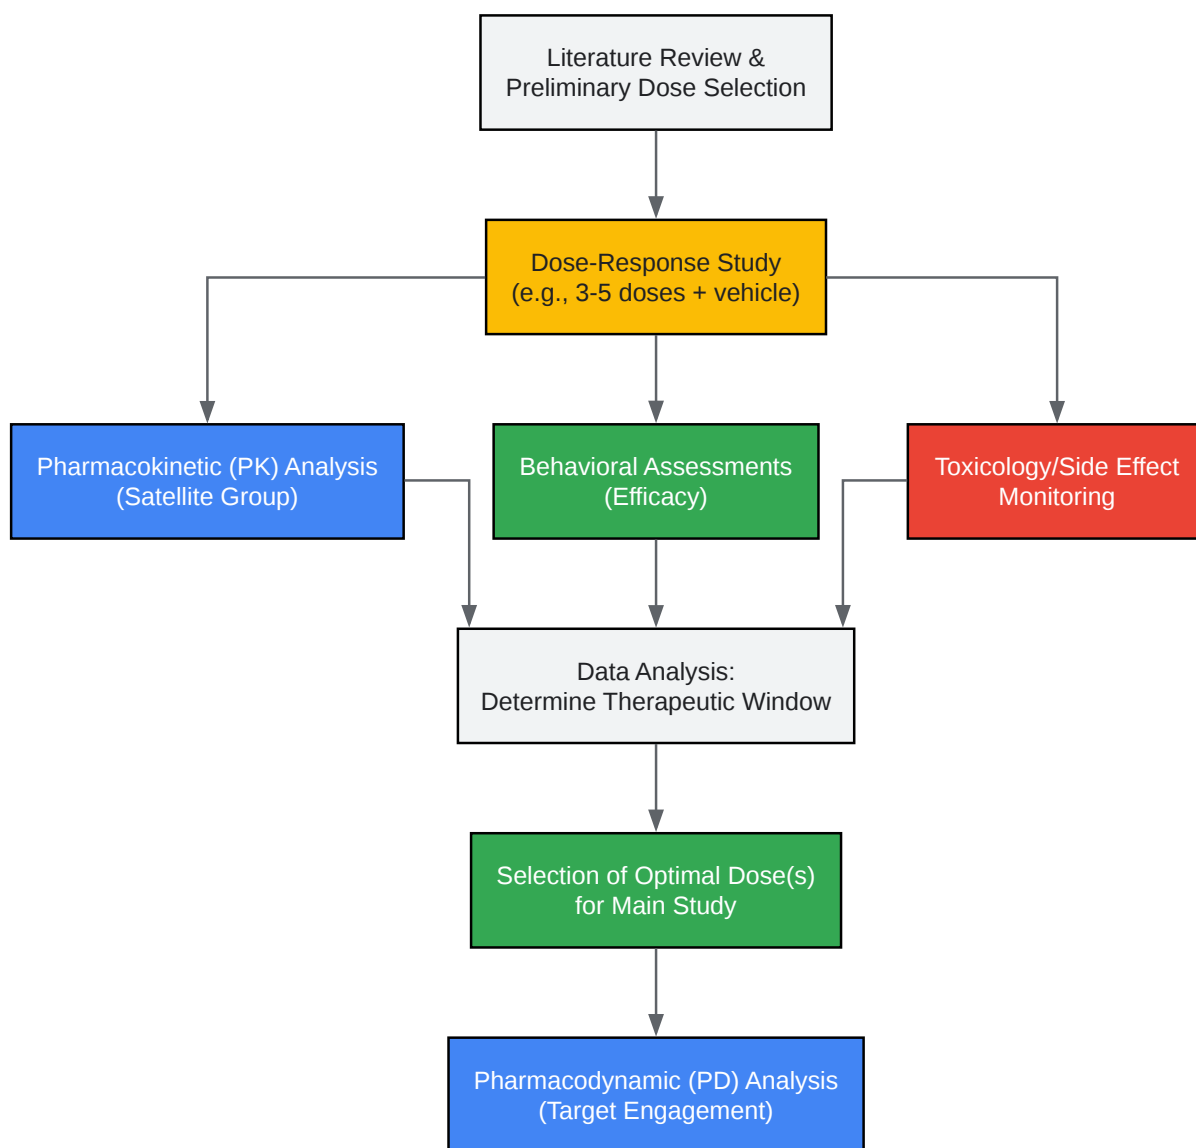 Literature Review &
Preliminary Dose Selection
Dose-Response Study
(e.g., 3-5 doses + vehicle)
Pharmacokinetic (PK) Analysis
(Satellite Group)
Behavioral Assessments
(Efficacy)
Toxicology/Side Effect
Monitoring
Data Analysis:
Determine Therapeutic Window
Selection of Optimal Dose(s)
for Main Study
Pharmacodynamic (PD) Analysis
(Target Engagement)